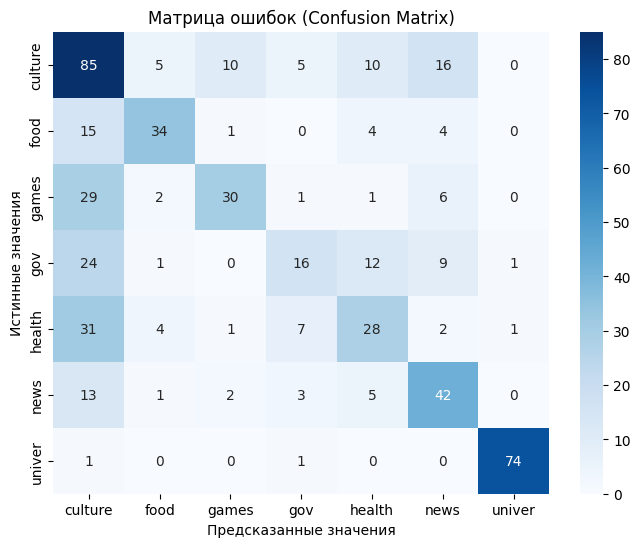 Матрица ошибок (Confusion Matrix)
Истинные значения
culture 85 5 10 5 10 16 0
food 15 34 1 0 4 4 0
games 29 2 30 1 1 6 0
gov 24 1 0 16 12 9 1
health 31 4 1 7 28 2 1
news 13 1 2 3 5 42 0
univer 1 0 0 1 0 0 74
culture food games gov health news univer
Предсказанные значения
80
70
60
50
40
30
20
10
0